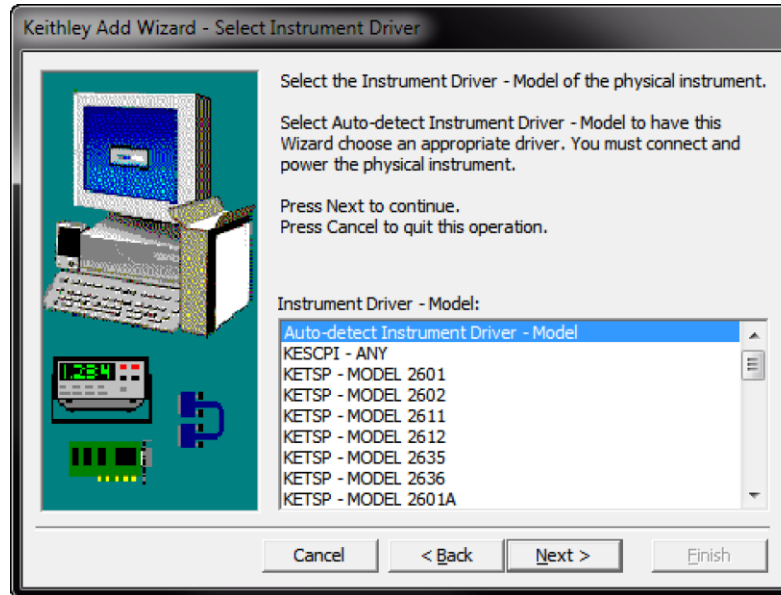 Keithley Add Wizard - Select Instrument Driver
Select the Instrument Driver - Model of the physical instrument.
Select Auto-detect Instrument Driver - Model to have this
Wizard choose an appropriate driver. You must connect and
power the physical instrument.
Press Next to continue.
Press Cancel to quit this operation.
Instrument Driver - Model:
Auto-detect Instrument Driver - Model
KESCPI - ANY
KETSP - MODEL 2601
KETSP - MODEL 2602
KETSP - MODEL 2611
KETSP - MODEL 2612
KETSP - MODEL 2635
KETSP - MODEL 2636
KETSP - MODEL 2601A
1.284
Cancel
< Back
Next >
Finish